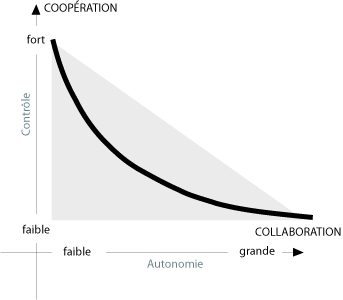 COOPÉRATION
fort
Contrôle
faible
COLLABORATION
faible
grande
Autonomie